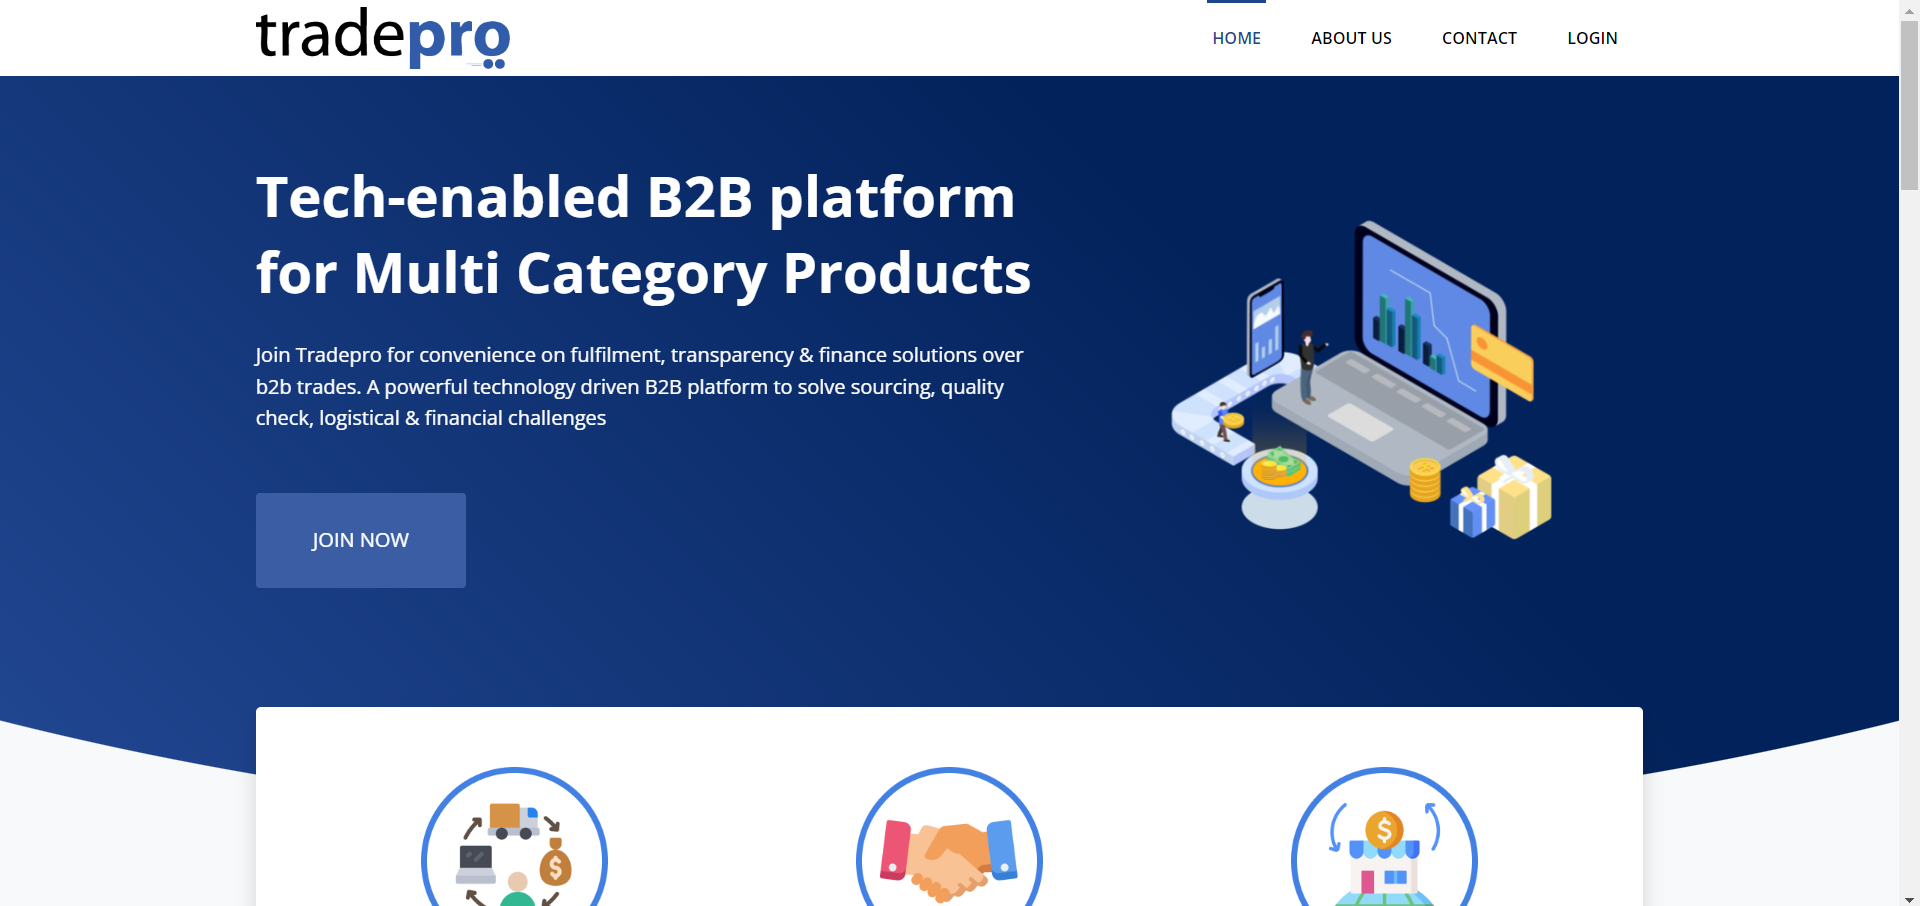 tradepro
HOME
ABOUT US
CONTACT
LOGIN
Tech-enabled B2B platform
for Multi Category Products
Join Tradepro for convenience on fulfilment, transparency & finance solutions over
b2b trades. A powerful technology driven B2B platform to solve sourcing, quality
check, logistical & financial challenges
JOIN NOW